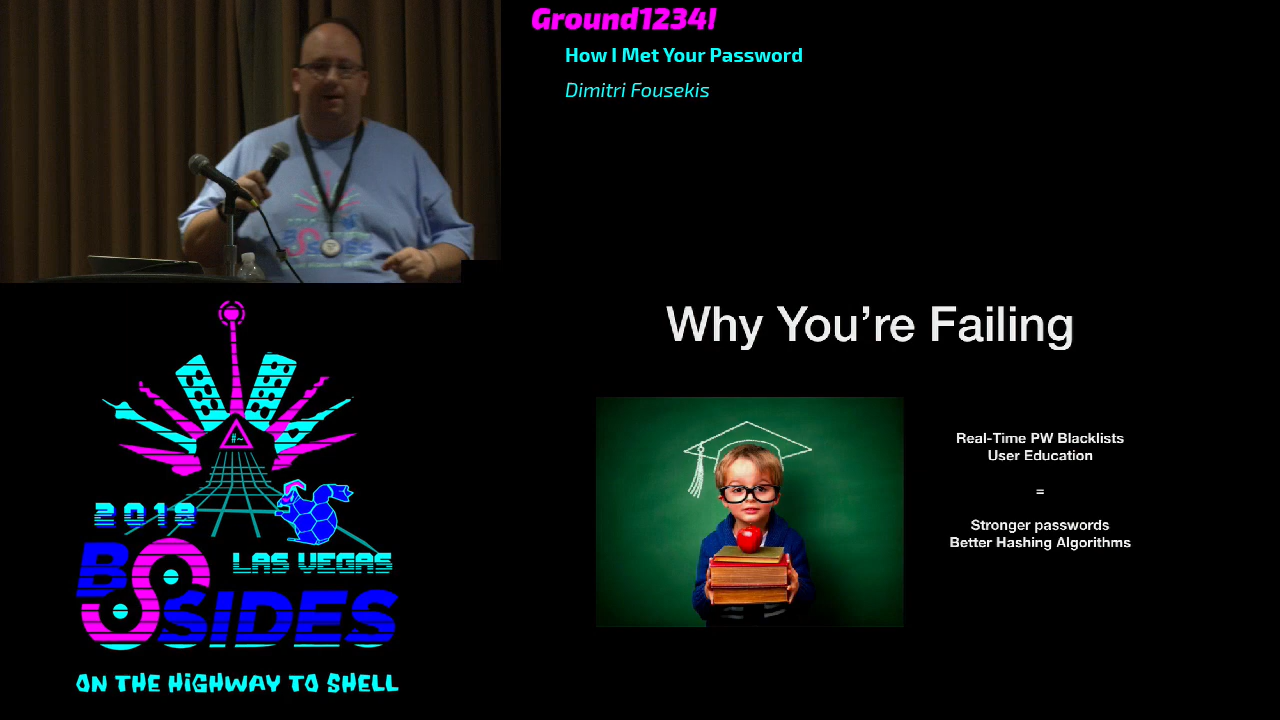 Ground1234!
How I Met Your Password
Dimitri Fousekis
Why You're Failing
Real-Time PW Blacklists
User Education
=
Stronger passwords
Better Hashing Algorithms
#~
2019
LAS VEGAS
BSIDES
ON THE HIGHWAY TO SHELL